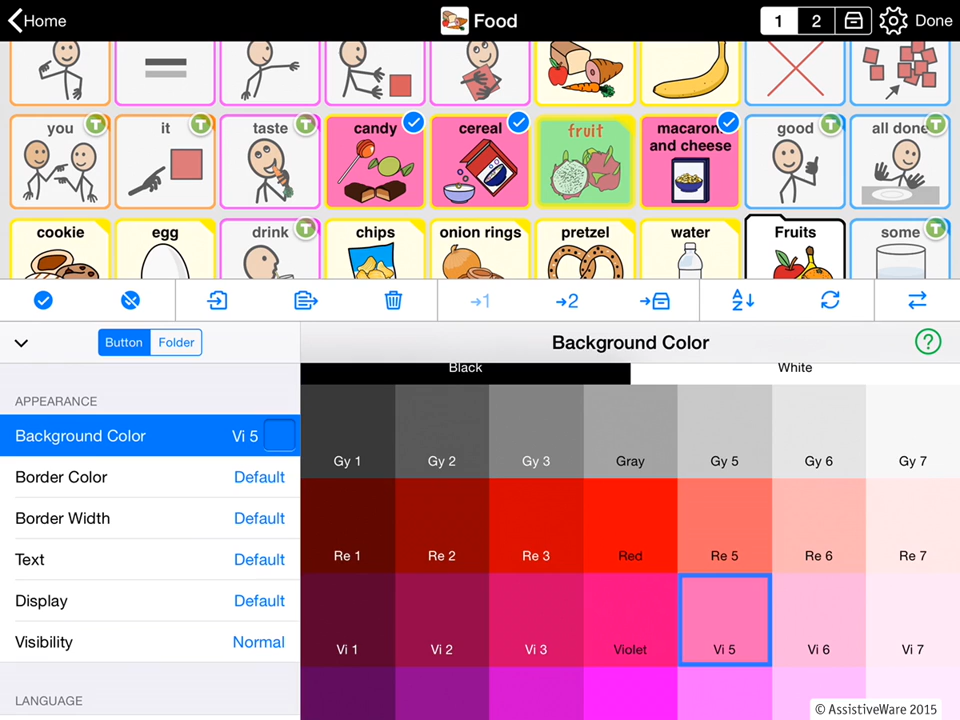 Home
Food
1
2
Done
you
it
taste
candy
cereal
fruit
macaroni
and cheese
good
all done
T
T
T
T
T
cookie
egg
drink
chips
onion rings
pretzel
water
Fruits
some
T
T
→1
→2
A
Z
Button
Folder
Background Color
?
Black
White
APPEARANCE
Background Color
Vi 5
Border Color
Default
Border Width
Default
Text
Default
Display
Default
Visibility
Normal
LANGUAGE
Gy 1
Gy 2
Gy 3
Gray
Gy 5
Gy 6
Gy 7
Re 1
Re 2
Re 3
Red
Re 5
Re 6
Re 7
Vi 1
Vi 2
Vi 3
Violet
Vi 5
Vi 6
Vi 7
© AssistiveWare 2015